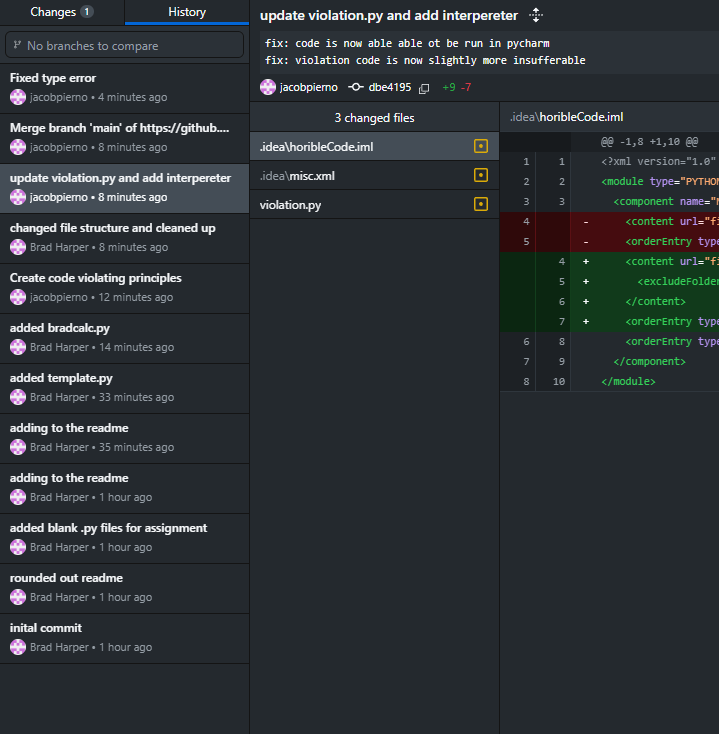 Changes 1 History
No branches to compare
Fixed type error
jacobpierno • 4 minutes ago
Merge branch 'main' of https://github....
jacobpierno • 8 minutes ago
update violation.py and add interpereter
jacobpierno • 8 minutes ago
changed file structure and cleaned up
Brad Harper • 8 minutes ago
Create code violating principles
jacobpierno • 12 minutes ago
added bradcalc.py
Brad Harper • 14 minutes ago
added template.py
Brad Harper • 33 minutes ago
adding to the readme
Brad Harper • 35 minutes ago
adding to the readme
Brad Harper • 1 hour ago
added blank .py files for assignment
Brad Harper • 1 hour ago
rounded out readme
Brad Harper • 1 hour ago
inital commit
Brad Harper • 1 hour ago
update violation.py and add interpereter
fix: code is now able able ot be run in pycharm
fix: violation code is now slightly more insufferable
jacobpierno dbe4195 +9 -7
3 changed files
.idea\horibleCode.iml
.idea\misc.xml
violation.py
.idea\horibleCode.iml
@@ -1,8 +1,10 @@
1 1 <?xml version="1.0"
2 2 <module type="PYTHON
3 3 <component name="N
4 - <content url="fi
5 - <orderEntry type
4 + <content url="fi
5 + <excludeFolder
6 + </content>
7 + <orderEntry type
6 8 <orderEntry type
7 9 </component>
8 10 </module>